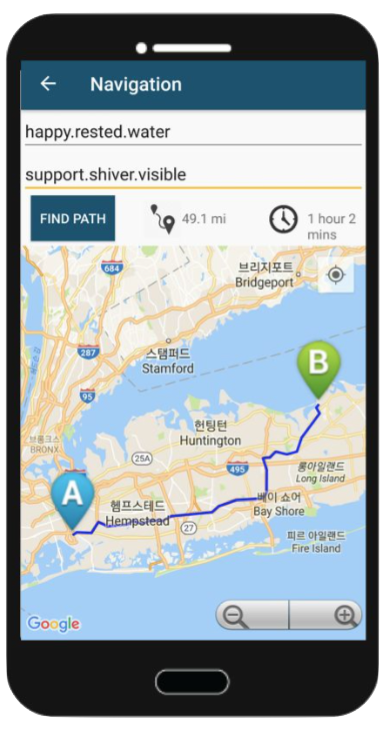 Navigation
happy.rested.water
support.shiver.visible
FIND PATH
49.1 mi
1 hour 2
mins
684
브리지포트
Bridgeport
287
스탬퍼드
Stamford
B
95
헌팅턴
Huntington
브롱크스
BRONX
25A
495
롱아일랜드
Long Island
A
헴프스테드
Hempstead
27
베이 쇼어
Bay Shore
파르 아일랜드
Fire Island
Google